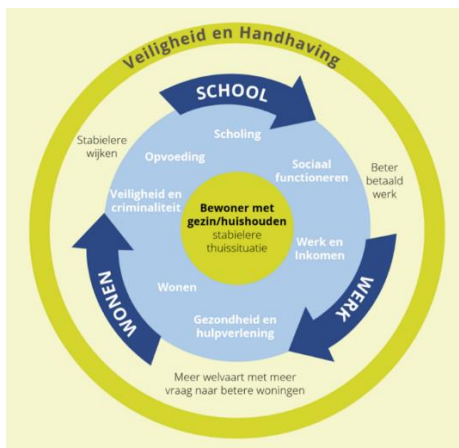 Veiligheid en Handhaving
SCHOOL
Scholing
Stabielere
wijken
Opvoeding
Sociaal
functioneren
Beter
betaald
werk
Veiligheid en
criminaliteit
Bewoner met
gezin/huishouden
stabielere
thuissituatie
Werk en
Inkomen
WONEN
Wonen
WERK
Gezondheid en
hulpverlening
Meer welvaart met meer
vraag naar betere woningen